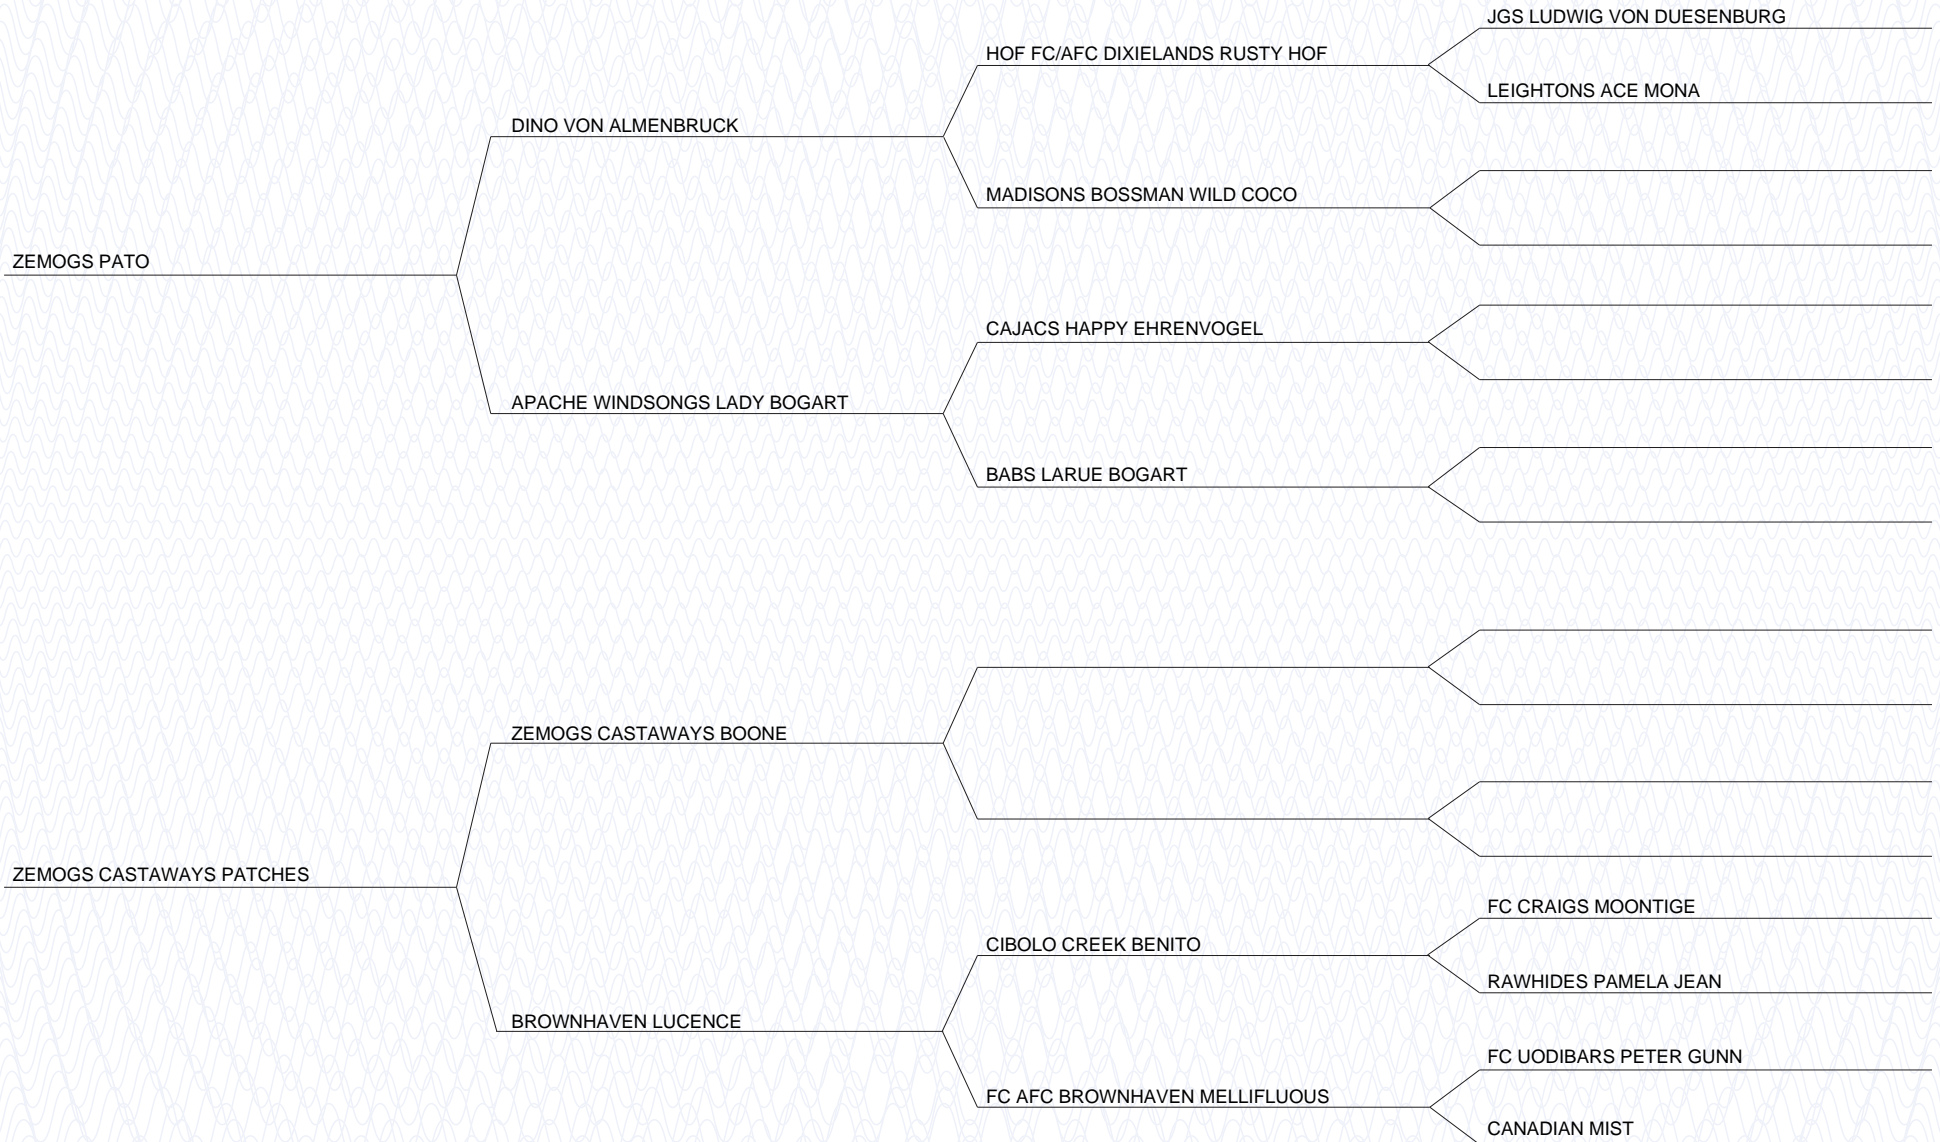 JGS LUDWIG VON DUESENBURG
HOF FC/AFC DIXIELANDS RUSTY HOF
LEIGHTONS ACE MONA
DINO VON ALMENBRUCK
MADISONS BOSSMAN WILD COCO
ZEMOGS PATO
CAJACS HAPPY EHRENVOGEL
APACHE WINDSONGS LADY BOGART
BABS LARUE BOGART
ZEMOGS CASTAWAYS BOONE
ZEMOGS CASTAWAYS PATCHES
FC CRAIGS MOONTIGE
CIBOLO CREEK BENITO
RAWHIDES PAMELA JEAN
BROWNHAVEN LUCENCE
FC UODIBARS PETER GUNN
FC AFC BROWNHAVEN MELLIFLUOUS
CANADIAN MIST